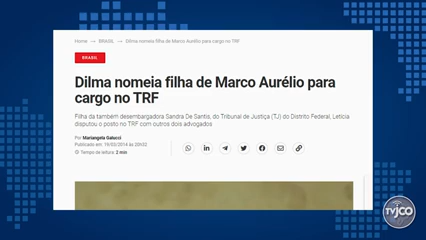 Home → BRASIL → Dilma nomeia filha de Marco Aurélio para cargo no TRF
BRASIL
Dilma nomeia filha de Marco Aurélio para
cargo no TRF
Filha da também desembargadora Sandra De Santis, do Tribunal de Justiça (TJ) do Distrito Federal, Letícia
disputou o posto no TRF com outros dois advogados
Por Mariangela Galucci
Publicado em 19/03/2014 às 20h02
Tempo de leitura: 2 min
TVJCO